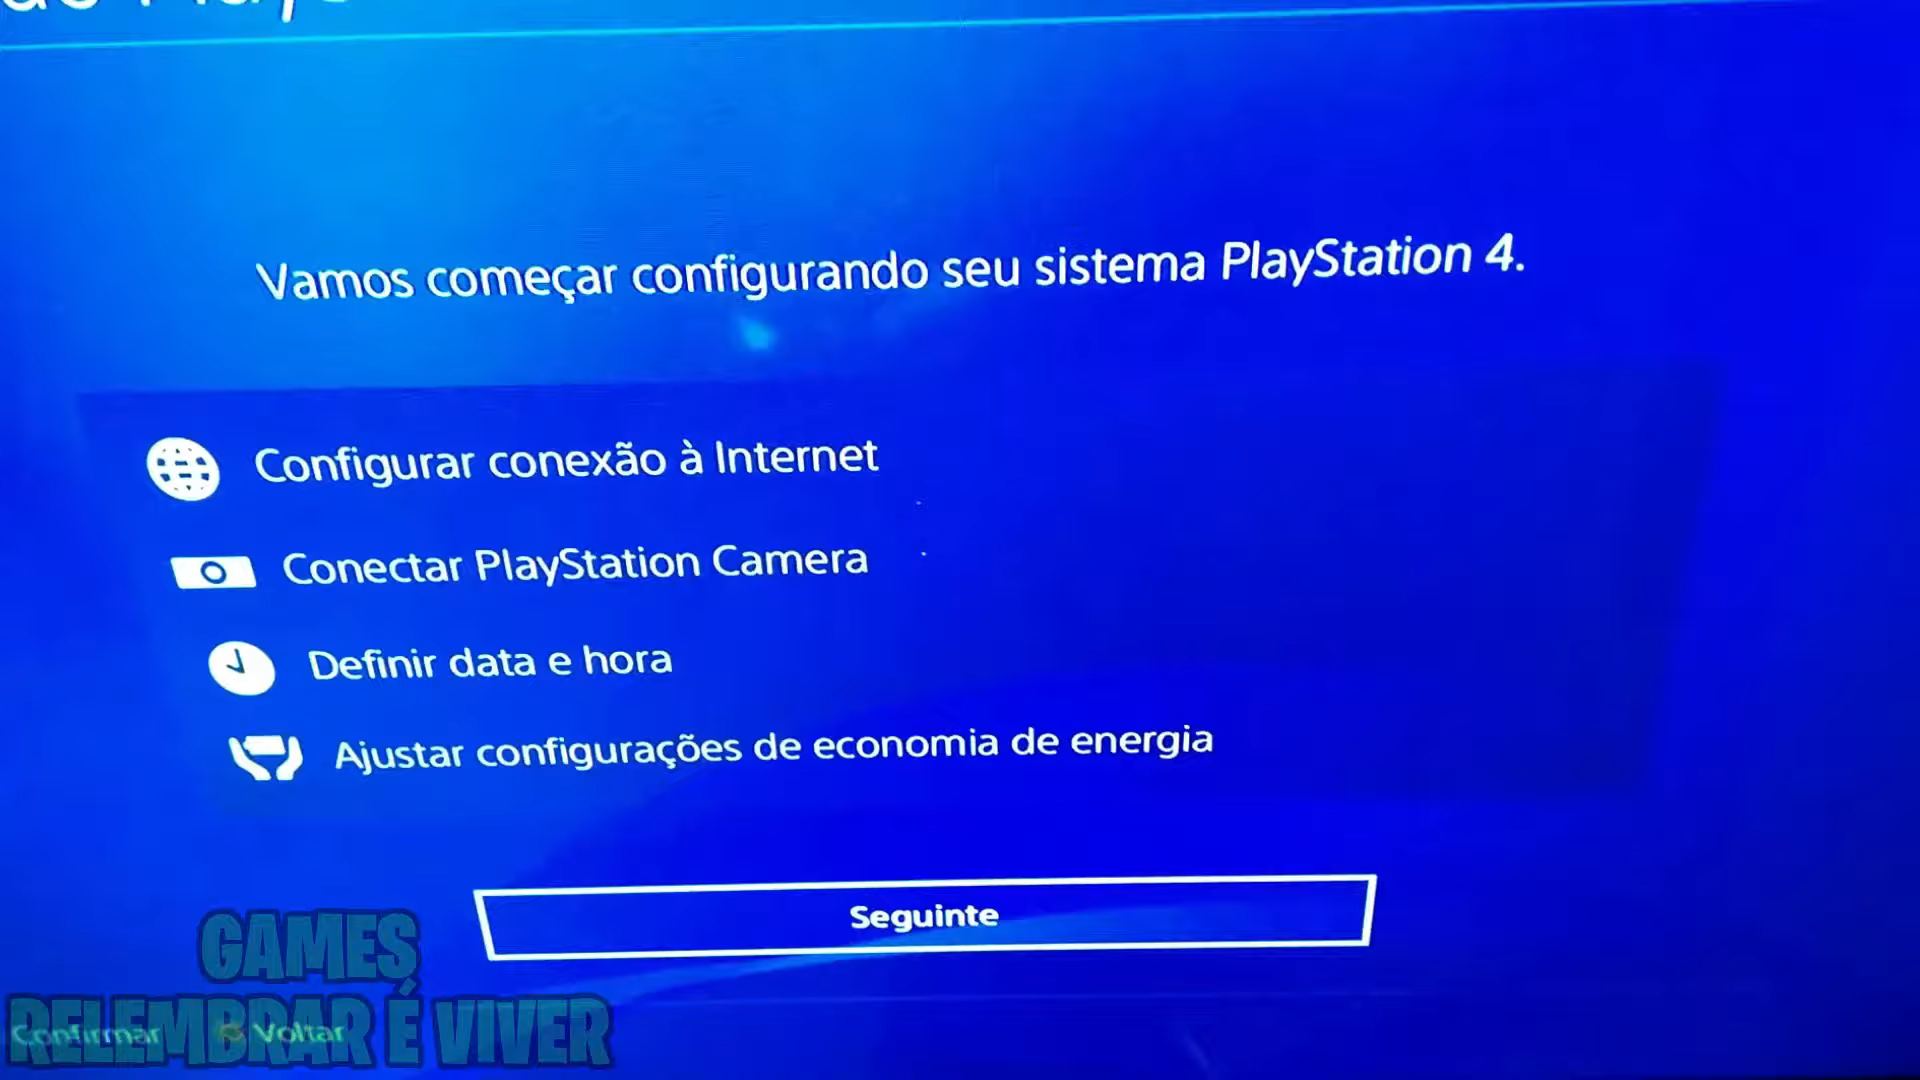 Vamos começar configurando seu sistema PlayStation 4.
Configurar conexão à Internet
Conectar PlayStation Camera
Definir data e hora
Ajustar configurações de economia de energia
Seguinte
Confirmar Voltar
GAMES
RELEMBRAR É VIVER